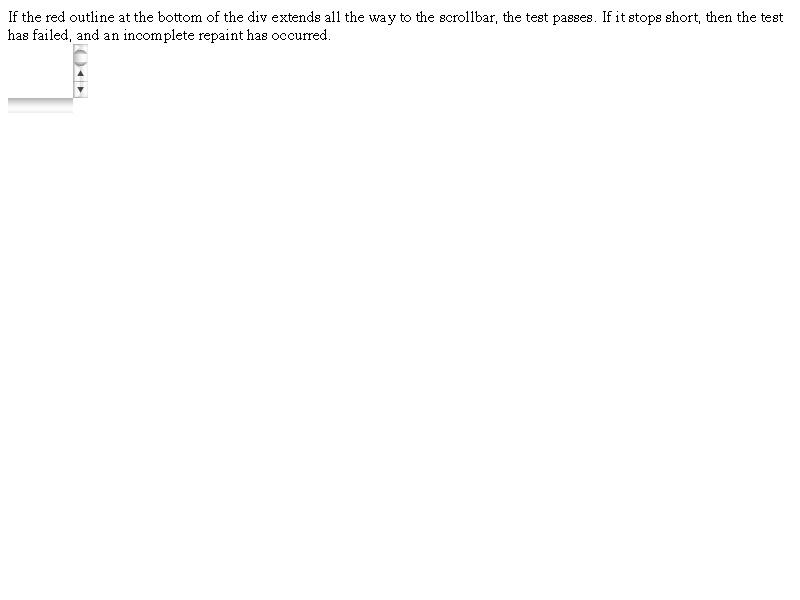 If the red outline at the bottom of the div extends all the way to the scrollbar, the test passes. If it stops short, then the test
has failed, and an incomplete repaint has occurred.